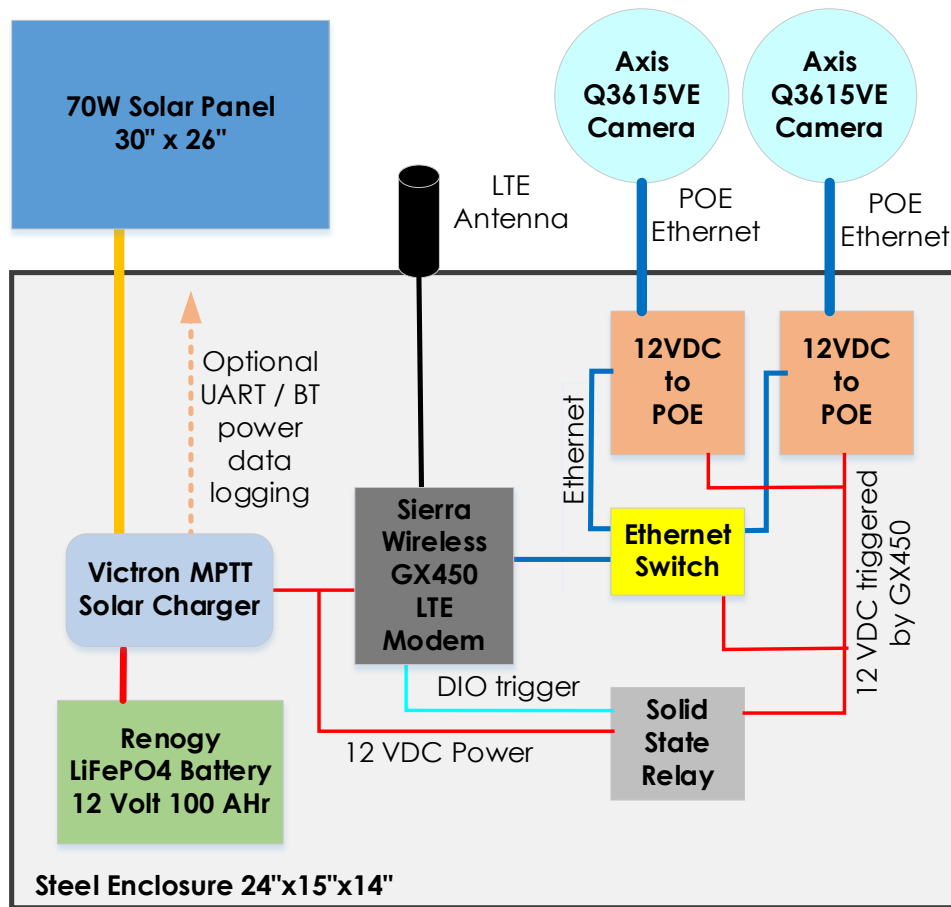 70W Solar Panel
30" x 26"
Axis
Q3615VE
Camera
Axis
Q3615VE
Camera
LTE
Antenna
POE
Ethernet
POE
Ethernet
Optional
UART / BT
power
data
logging
12VDC
to
POE
12VDC
to
POE
Ethernet
Sierra
Wireless
GX450
LTE
Modem
Ethernet
Switch
12 VDC triggered
by GX450
Victron MPTT
Solar Charger
DIO trigger
12 VDC Power
Solid
State
Relay
Renogy
LiFePO4 Battery
12 Volt 100 AHr
Steel Enclosure 24"x15"x14"